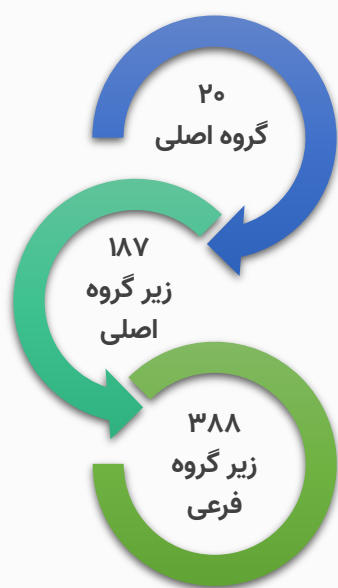 ۲۰
گروه اصلی
۱۸۷
زیر گروه
اصلی
۳۸۸
زیر گروه
فرعی